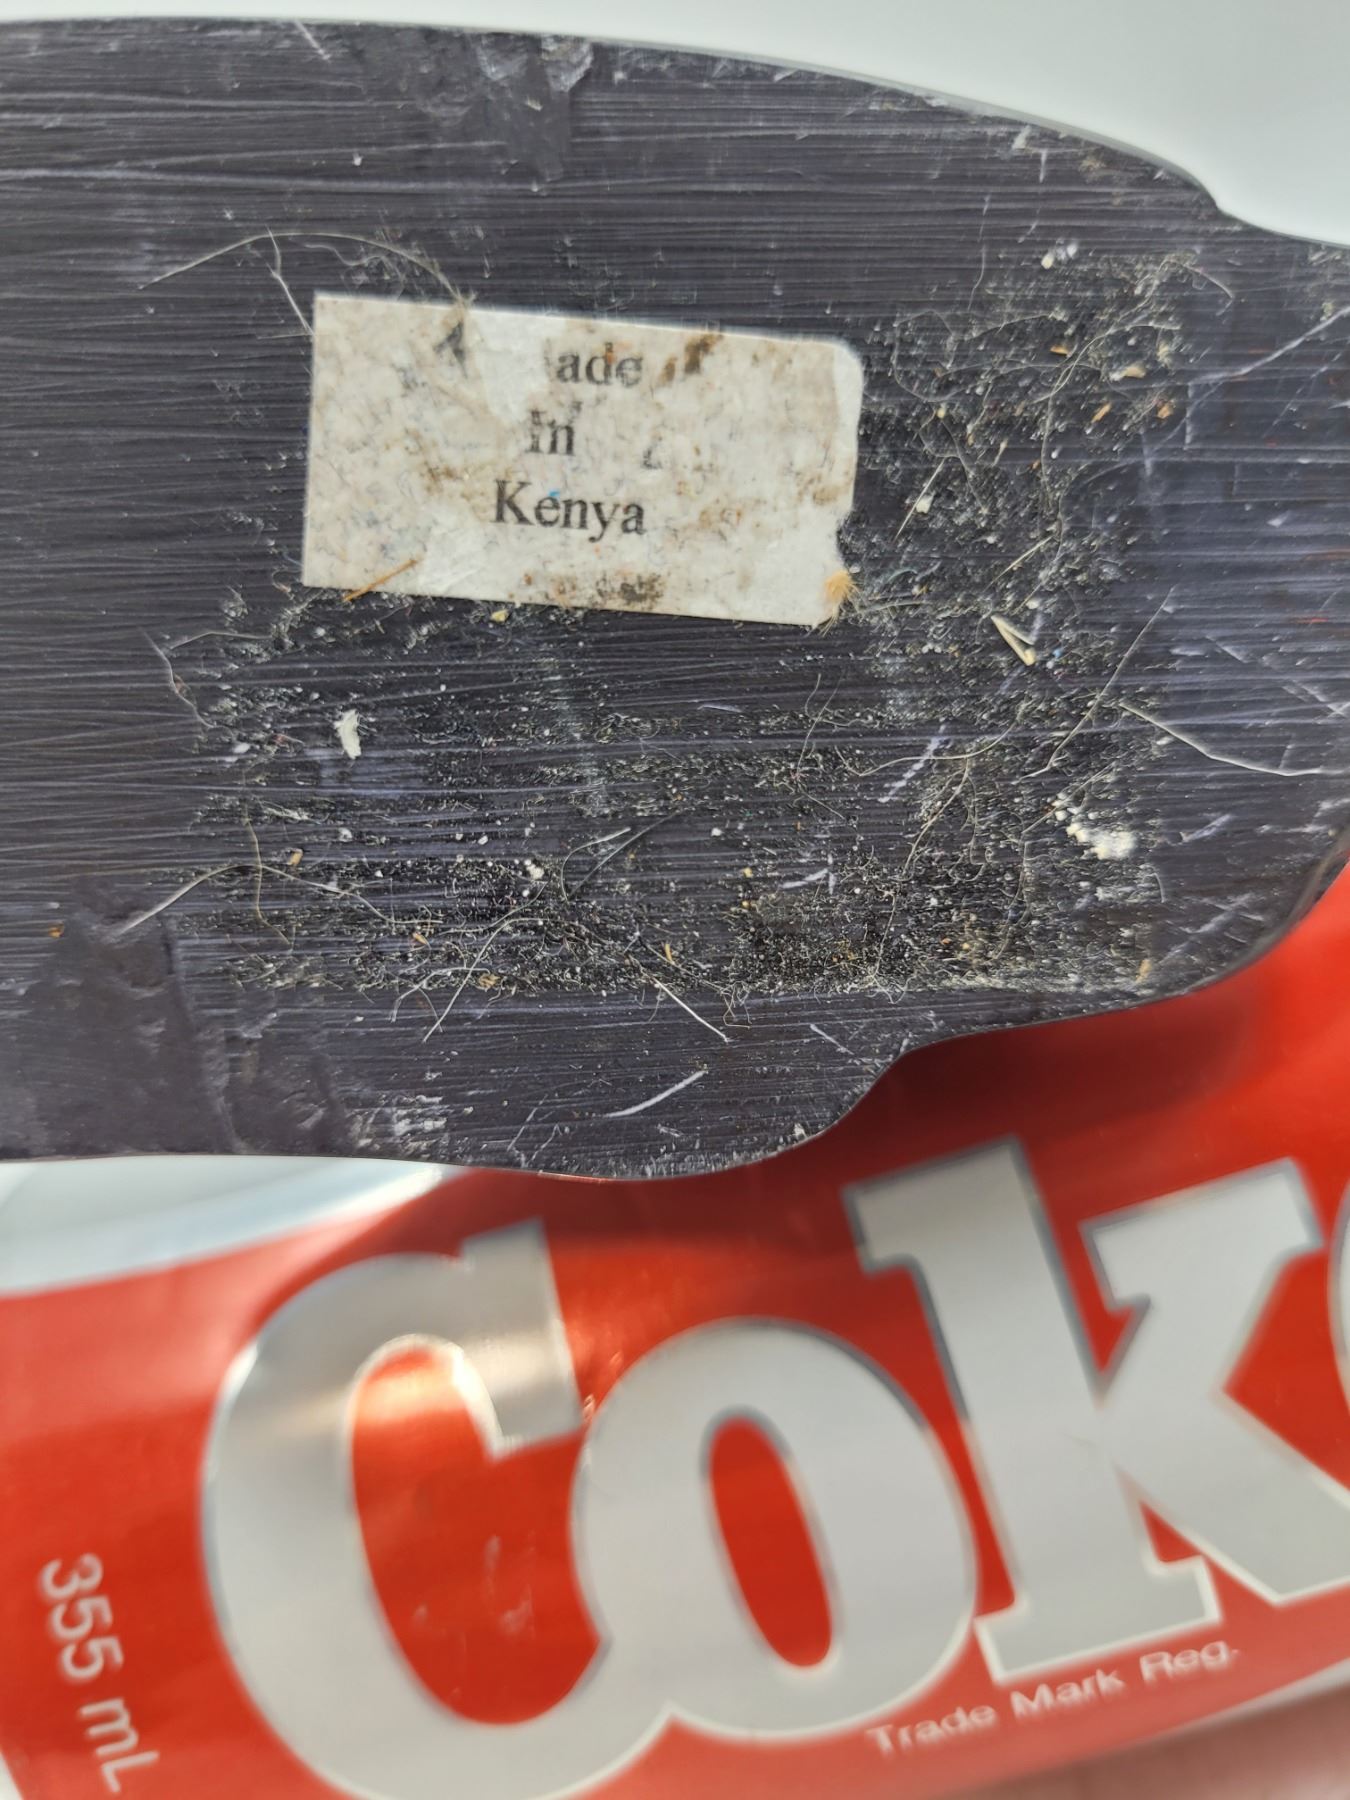 ade
In
Kenya
Coke
355 mL
Trade Mark Reg.